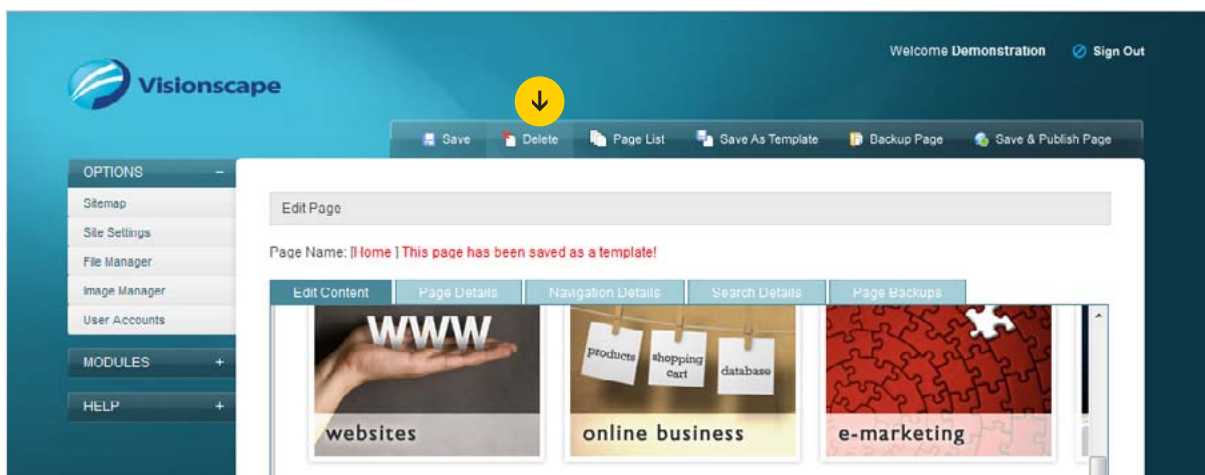 Welcome Demonstration Sign Out
Visionscape
Save Delete Page List Save As Template Backup Page Save & Publish Page
OPTIONS −
Sitemap
Site Settings
File Manager
Image Manager
User Accounts
MODULES +
HELP +
Edit Page
Page Name: [Home ] This page has been saved as a template!
Edit Content Page Details Navigation Details Search Details Page Backups
WWW
products shopping cart database
websites online business e-marketing